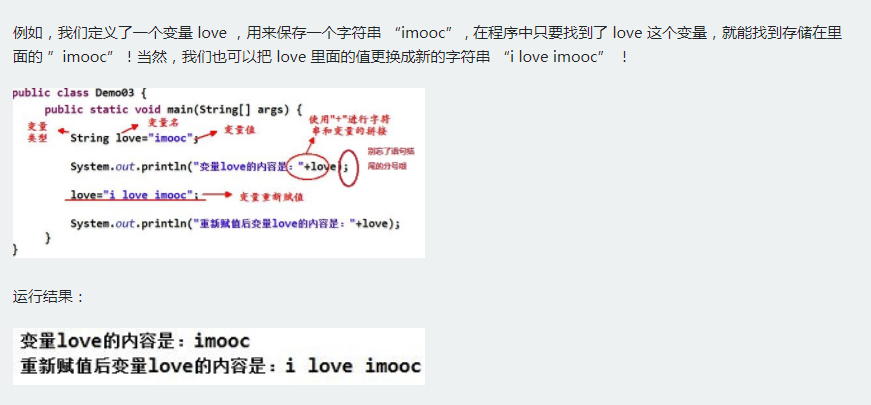 例如，我们定义了一个变量 love ，用来保存一个字符串 “imooc”，在程序中只要找到了 love 这个变量，就能找到存储在里
面的 ”imooc”！当然，我们也可以把 love 里面的值更换成新的字符串 “i love imooc” ！
public class Demo03 {
public static void main(String[] args) {
变量类型
变量名
变量值
使用"+"进行字符
串和变量的拼接
String love="imooc";
System.out.println("变量love的内容是："+love);
别忘了语句结
尾的分号哦
love="i love imooc";
变量重新赋值
System.out.println("重新赋值后变量love的内容是："+love);
}
}
运行结果：
变量love的内容是：imooc
重新赋值后变量love的内容是：i love imooc